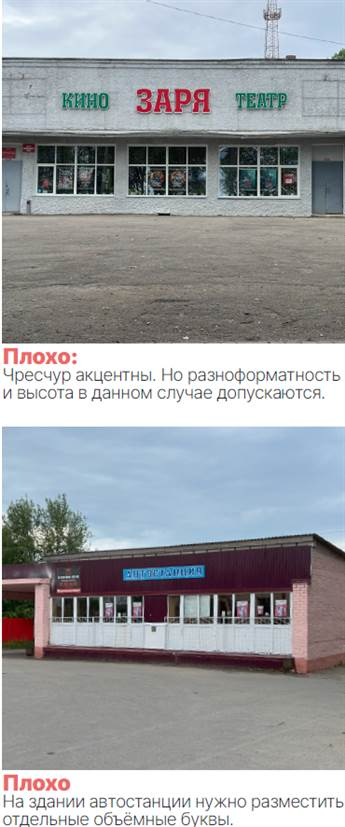 КИНО ЗАРЯ ТЕАТР
Плохо:
Чресчур акцентны. Но разноформатность
и высота в данном случае допускаются.
АВТОСТАНЦИЯ
Плохо
На здании автостанции нужно разместить
отдельные объёмные буквы.